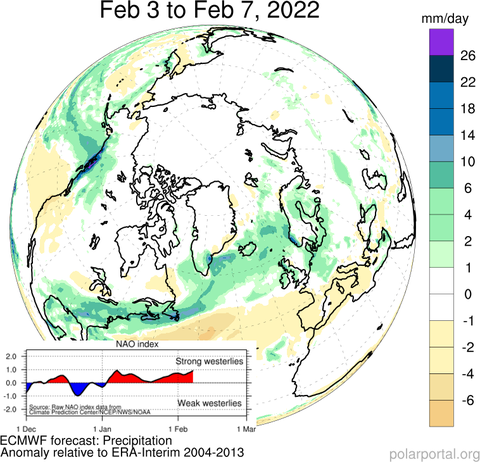 Feb 3 to Feb 7, 2022
mm/day
26
22
18
14
10
6
4
2
1
0
-1
-2
-4
-6
NAO index
2.0
1.0
0.0
-1.0
-2.0
Strong westerlies
Weak westerlies
Source: Raw NAO index data from
Climate Prediction Center/NCEP/NWS/NOAA
1 Dec
1 Jan
1 Feb
1 Mar
ECMWF forecast: Precipitation
Anomaly relative to ERA-Interim 2004-2013
polarportal.org